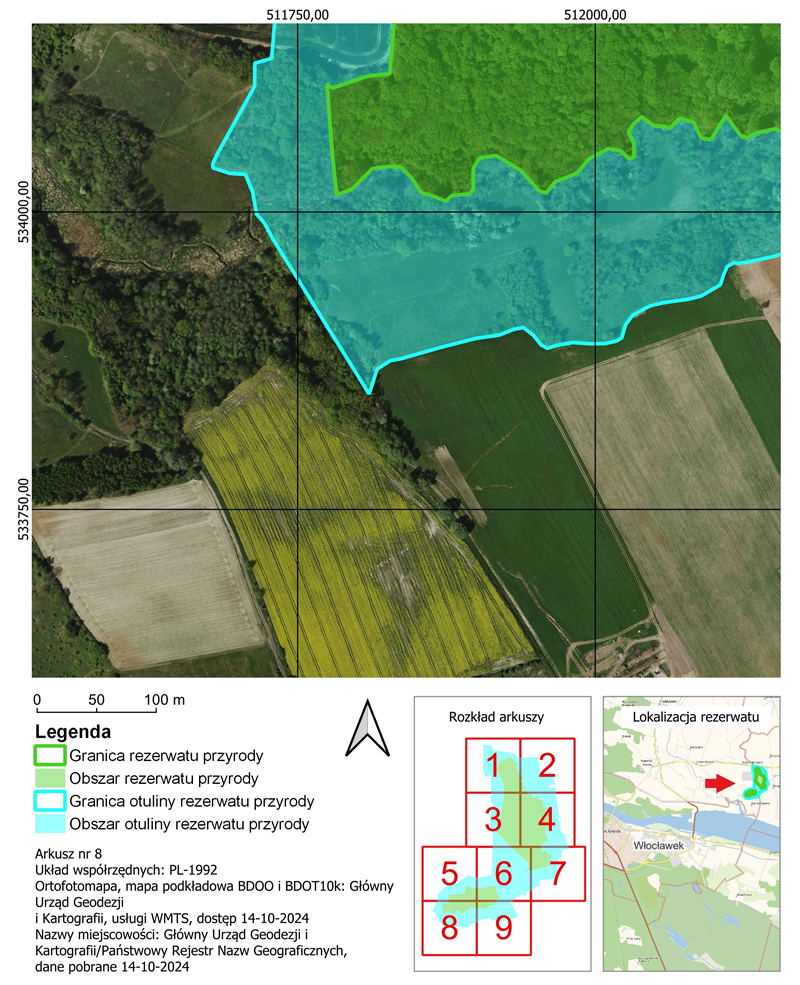 511750,00
512000,00
534000,00
533750,00
0 50 100 m
Legenda
Granica rezerwatu przyrody
Obszar rezerwatu przyrody
Granica otuliny rezerwatu przyrody
Obszar otuliny rezerwatu przyrody
Arkusz nr 8
Układ współrzędnych: PL-1992
Ortofotomapa, mapa podkładowa BDOO i BDOT10k: Główny
Urząd Geodezji
i Kartografii, usługi WMTS, dostęp 14-10-2024
Nazwy miejscowości: Główny Urząd Geodezji i
Kartografii/Państwowy Rejestr Nazw Geograficznych,
dane pobrane 14-10-2024
Rozkład arkuszy
1 2
3 4
5 6 7
8 9
Lokalizacja rezerwatu
Włocławek